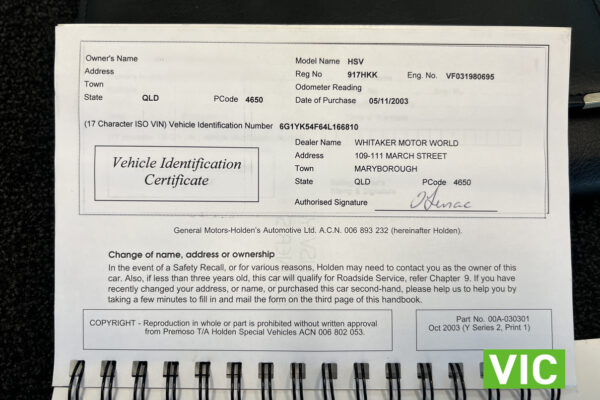 Owner's Name
Address
Town
State QLD PCode 4650
Model Name HSV
Reg No 917HKK Eng. No. VF031980695
Odometer Reading
Date of Purchase 05/11/2003
(17 Character ISO VIN) Vehicle Identification Number 6G1YK54F64L166810
Vehicle Identification
Certificate
Dealer Name WHITAKER MOTOR WORLD
Address 109-111 MARCH STREET
Town MARYBOROUGH
State QLD PCode 4650
Authorised Signature
General Motors-Holden's Automotive Ltd. A.C.N. 006 893 232 (hereinafter Holden).
Change of name, address or ownership
In the event of a Safety Recall, or for various reasons, Holden may need to contact you as the owner of this
car. Also, if less than three years old, this car will qualify for Roadside Service, refer Chapter 9. If you have
recently changed your address, or name, or purchased this car second-hand, please help us to help you by
taking a few minutes to fill in and mail the form on the third page of this handbook.
COPYRIGHT - Reproduction in whole or part is prohibited without written approval
from Premoso T/A Holden Special Vehicles ACN 006 802 053.
Part No. 00A-030301
Oct 2003 (Y Series 2, Print 1)
VIC